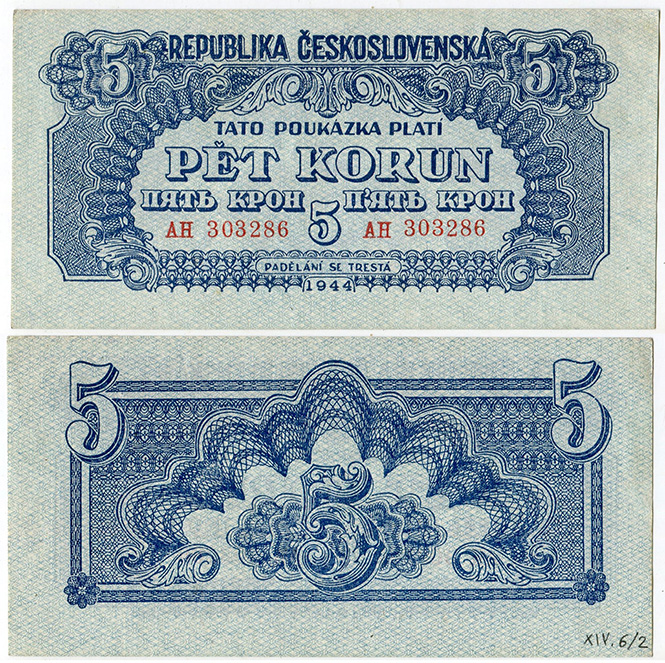 5 REPUBLIKA ČESKOSLOVENSKÁ 5
TATO POUKÁZKA PLATÍ
PĚT KORUN
ПЯТЬ КРОН П'ЯТЬ КРОН
АН 303286 5 АН 303286
PADĚLÁNÍ SE TRESTÁ
1944
5 5
5
XIV. 6/2